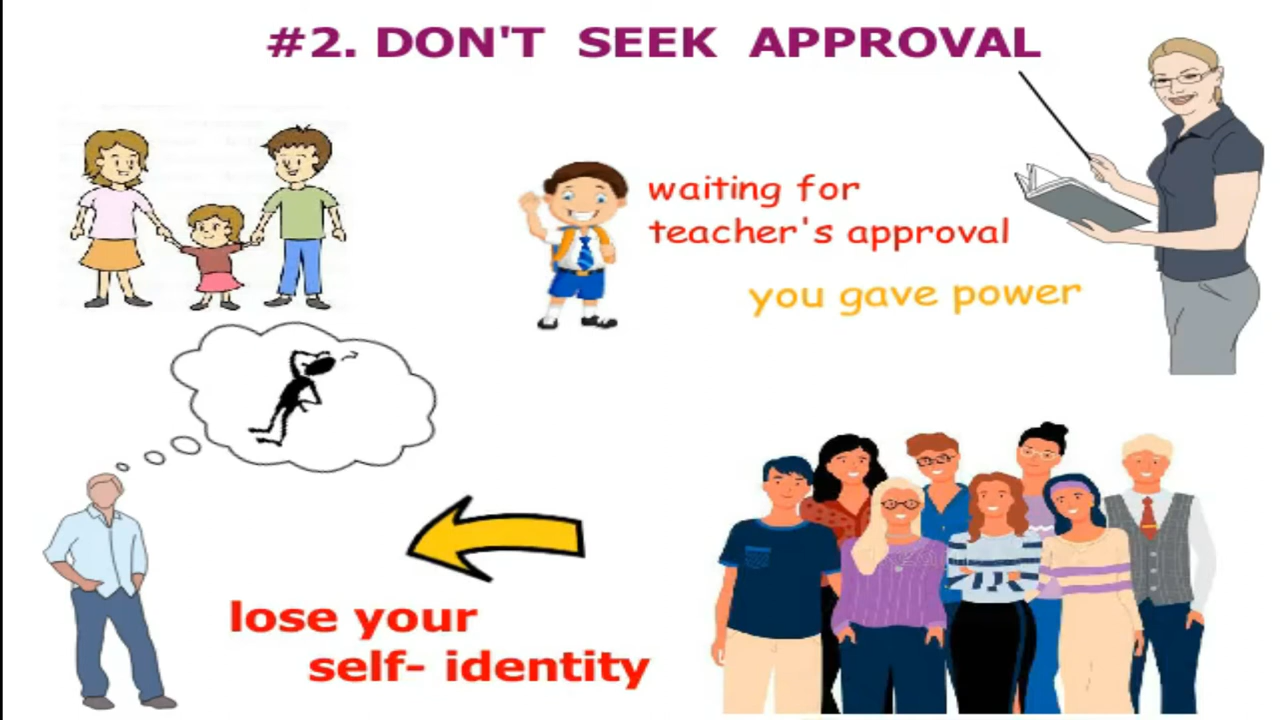 #2. DON'T SEEK APPROVAL
waiting for
teacher's approval
you gave power
lose your
self- identity